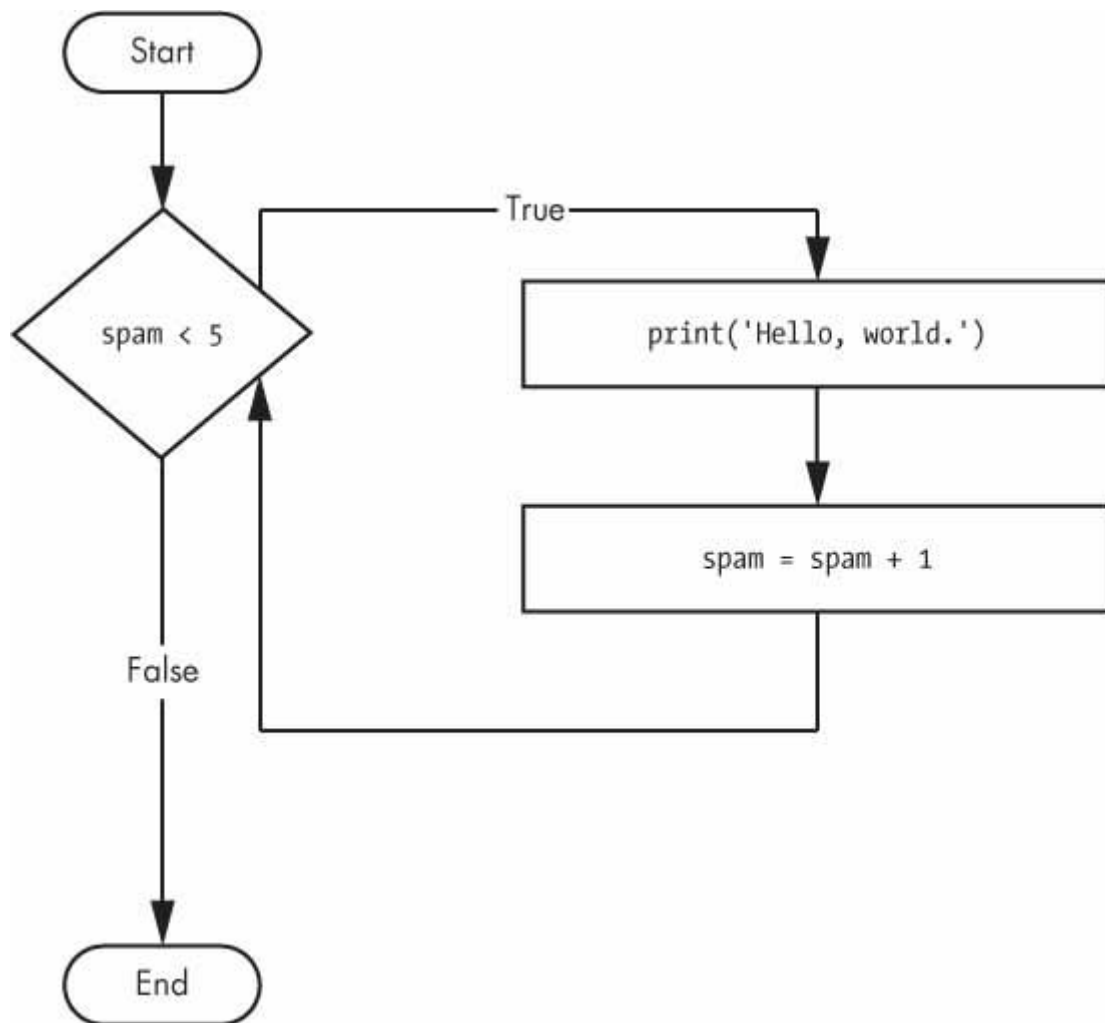 Start
True
spam < 5
print('Hello, world.')
spam = spam + 1
False
End